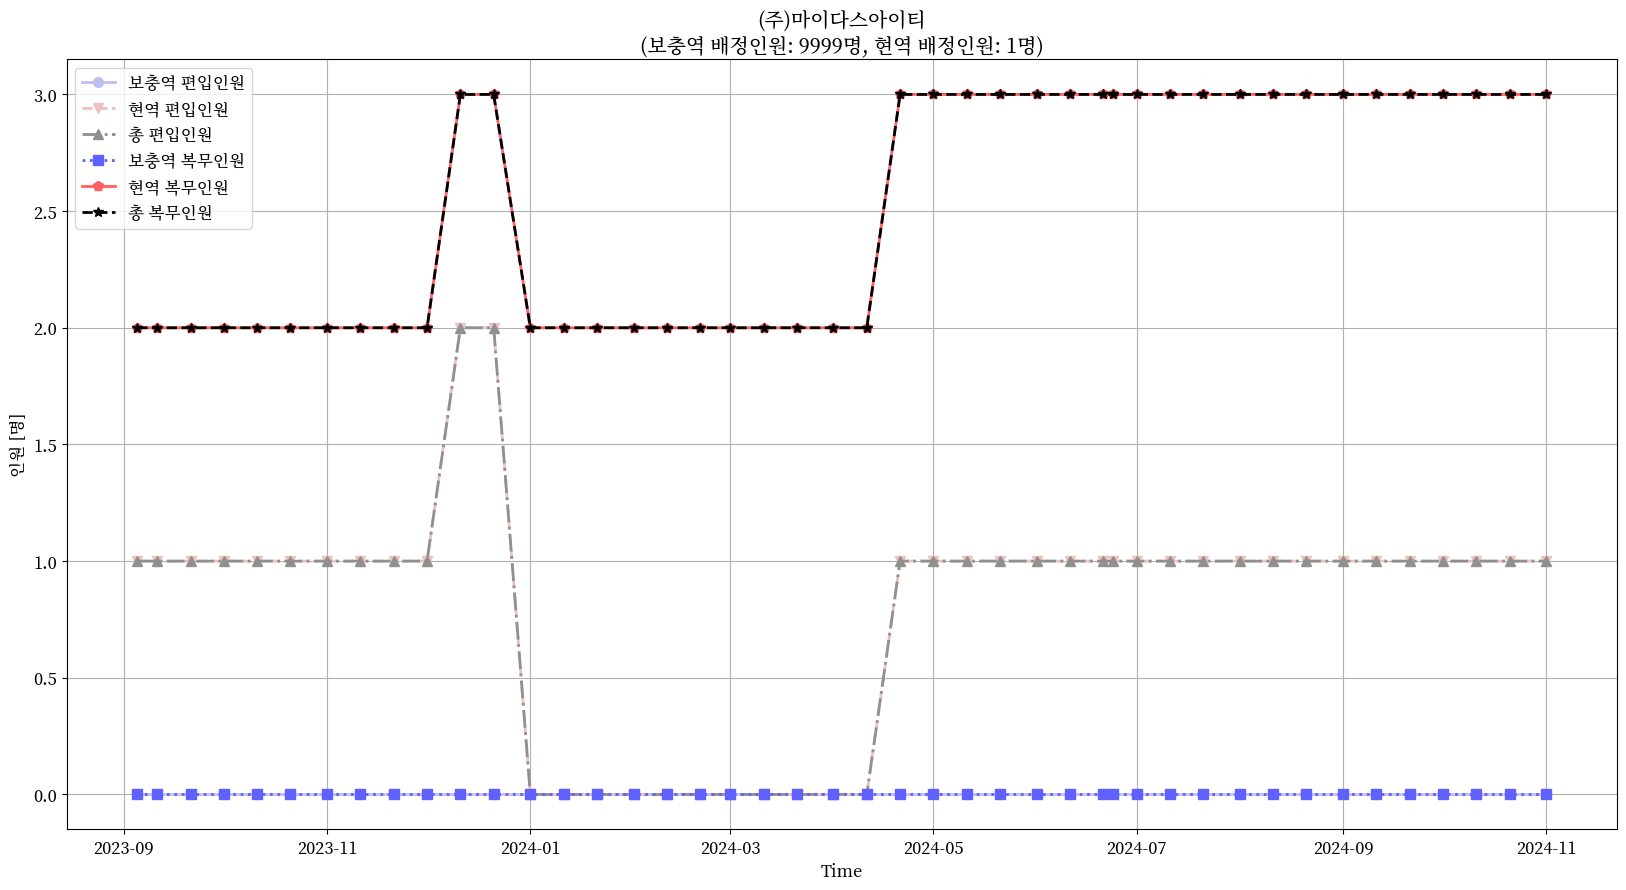 (주)마이다스아이티
(보충역 배정인원: 9999명, 현역 배정인원: 1명)
보충역 편입인원
현역 편입인원
총 편입인원
보충역 복무인원
현역 복무인원
총 복무인원
3.0
2.5
2.0
1.5
1.0
0.5
0.0
인원 [명]
2023-09 2023-11 2024-01 2024-03 2024-05 2024-07 2024-09 2024-11
Time